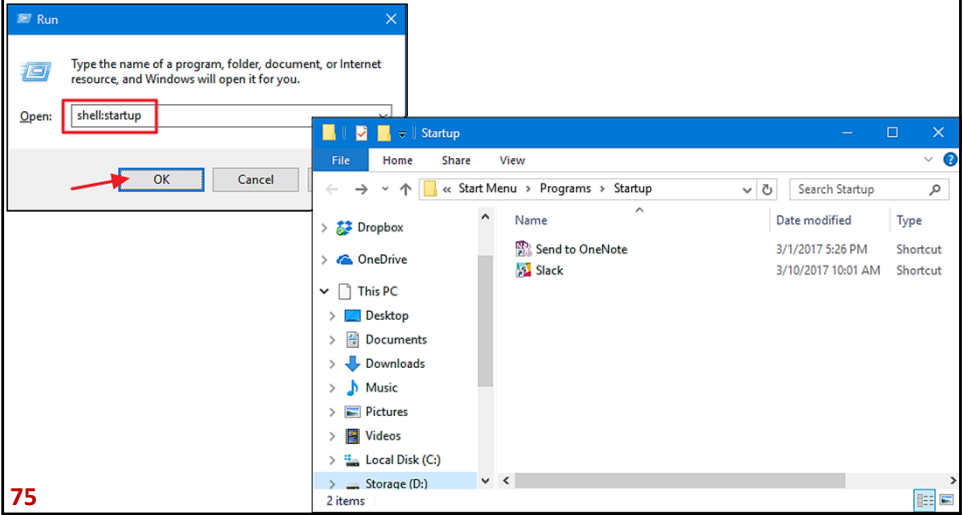 Run
Type the name of a program, folder, document, or Internet
resource, and Windows will open it for you.
Open: shell:startup
OK Cancel
Startup
File Home Share View
« Start Menu › Programs › Startup Search Startup
Name Date modified Type
Send to OneNote 3/1/2017 5:26 PM Shortcut
Slack 3/10/2017 10:01 AM Shortcut
Dropbox
OneDrive
This PC
Desktop
Documents
Downloads
Music
Pictures
Videos
Local Disk (C:)
Storage (D:)
2 items
75